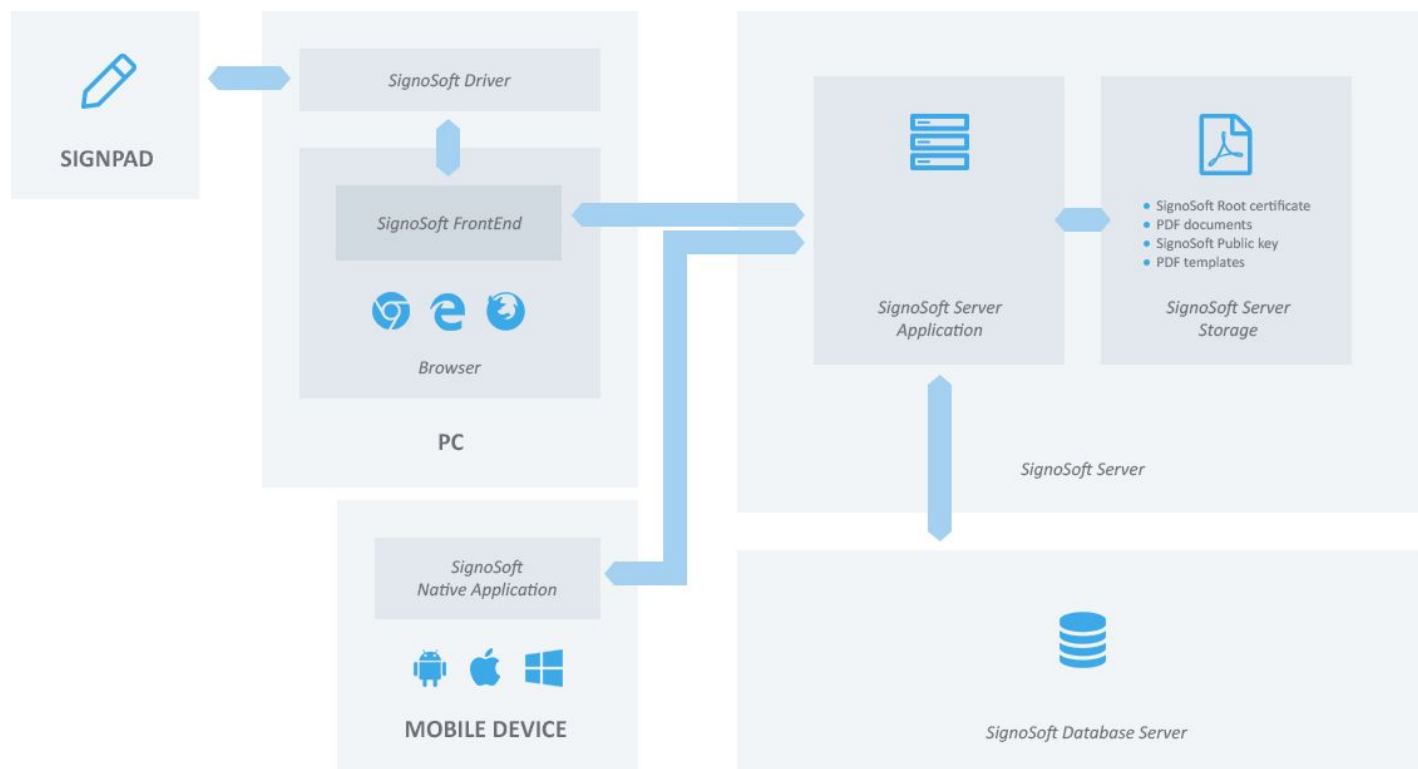 SIGNPAD
SignoSoft Driver
SignoSoft FrontEnd
Browser
PC
SignoSoft
Native Application
MOBILE DEVICE
SignoSoft Server
Application
SignoSoft Root certificate
PDF documents
SignoSoft Public key
PDF templates
SignoSoft Server
Storage
SignoSoft Server
SignoSoft Database Server